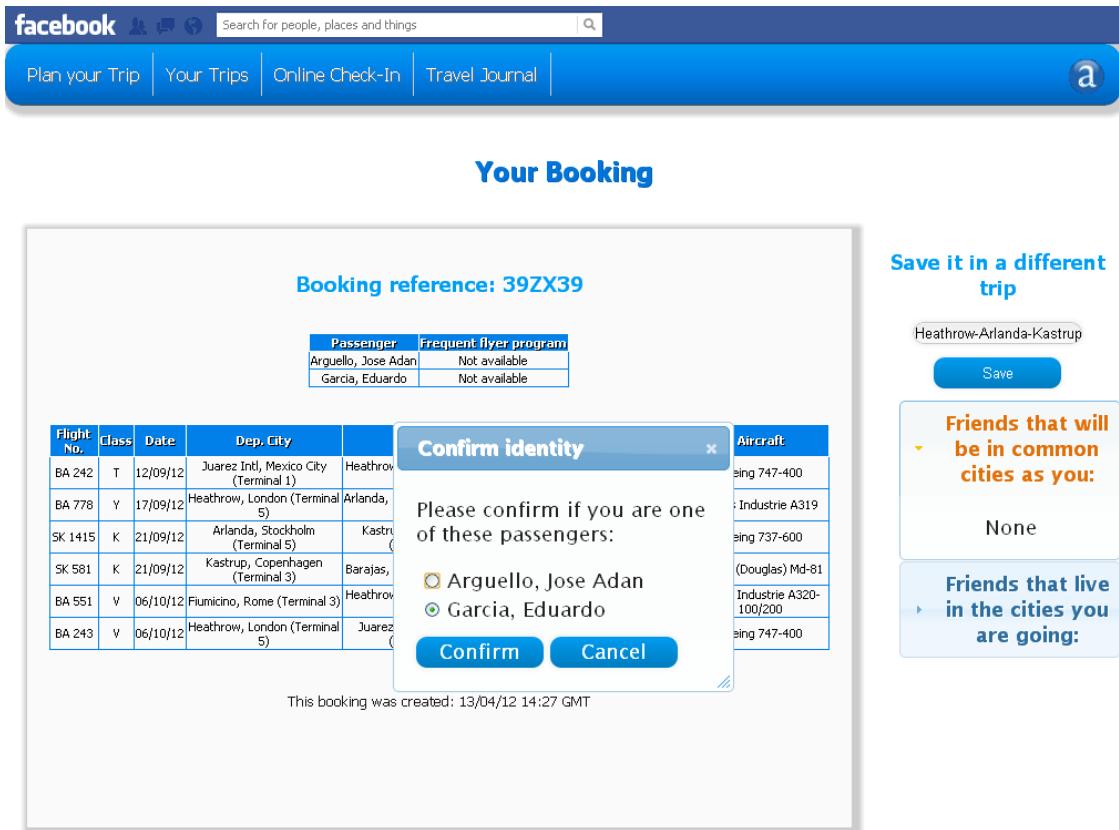 facebook
Search for people, places and things
Plan your Trip
Your Trips
Online Check-In
Travel Journal
a
Your Booking
Booking reference: 39ZX39
Passenger Frequent flyer program
Arguello, Jose Adan Not available
Garcia, Eduardo Not available
Flight
No. Class Date Dep. City Aircraft
BA 242 T 12/09/12 Juarez Intl, Mexico City
(Terminal 1)
eing 747-400
BA 778 Y 17/09/12 Heathrow, London (Terminal
5) Arlanda,
Industrie A319
SK 1415 K 21/09/12 Arlanda, Stockholm
(Terminal 5)
eing 737-600
SK 581 K 21/09/12 Kastrup, Copenhagen
(Terminal 3) Barajas,
(Douglas) Md-81
BA 551 V 06/10/12 Fiumicino, Rome (Terminal 3)
Industrie A320-
100/200
BA 243 V 06/10/12 Heathrow, London (Terminal
5) Juarez
eing 747-400
This booking was created: 13/04/12 14:27 GMT
Confirm identity
Please confirm if you are one
of these passengers:
Arguello, Jose Adan
Garcia, Eduardo
Confirm Cancel
Save it in a different
trip
Heathrow-Arlanda-Kastrup
Save
Friends that will
be in common
cities as you:
None
Friends that live
in the cities you
are going: